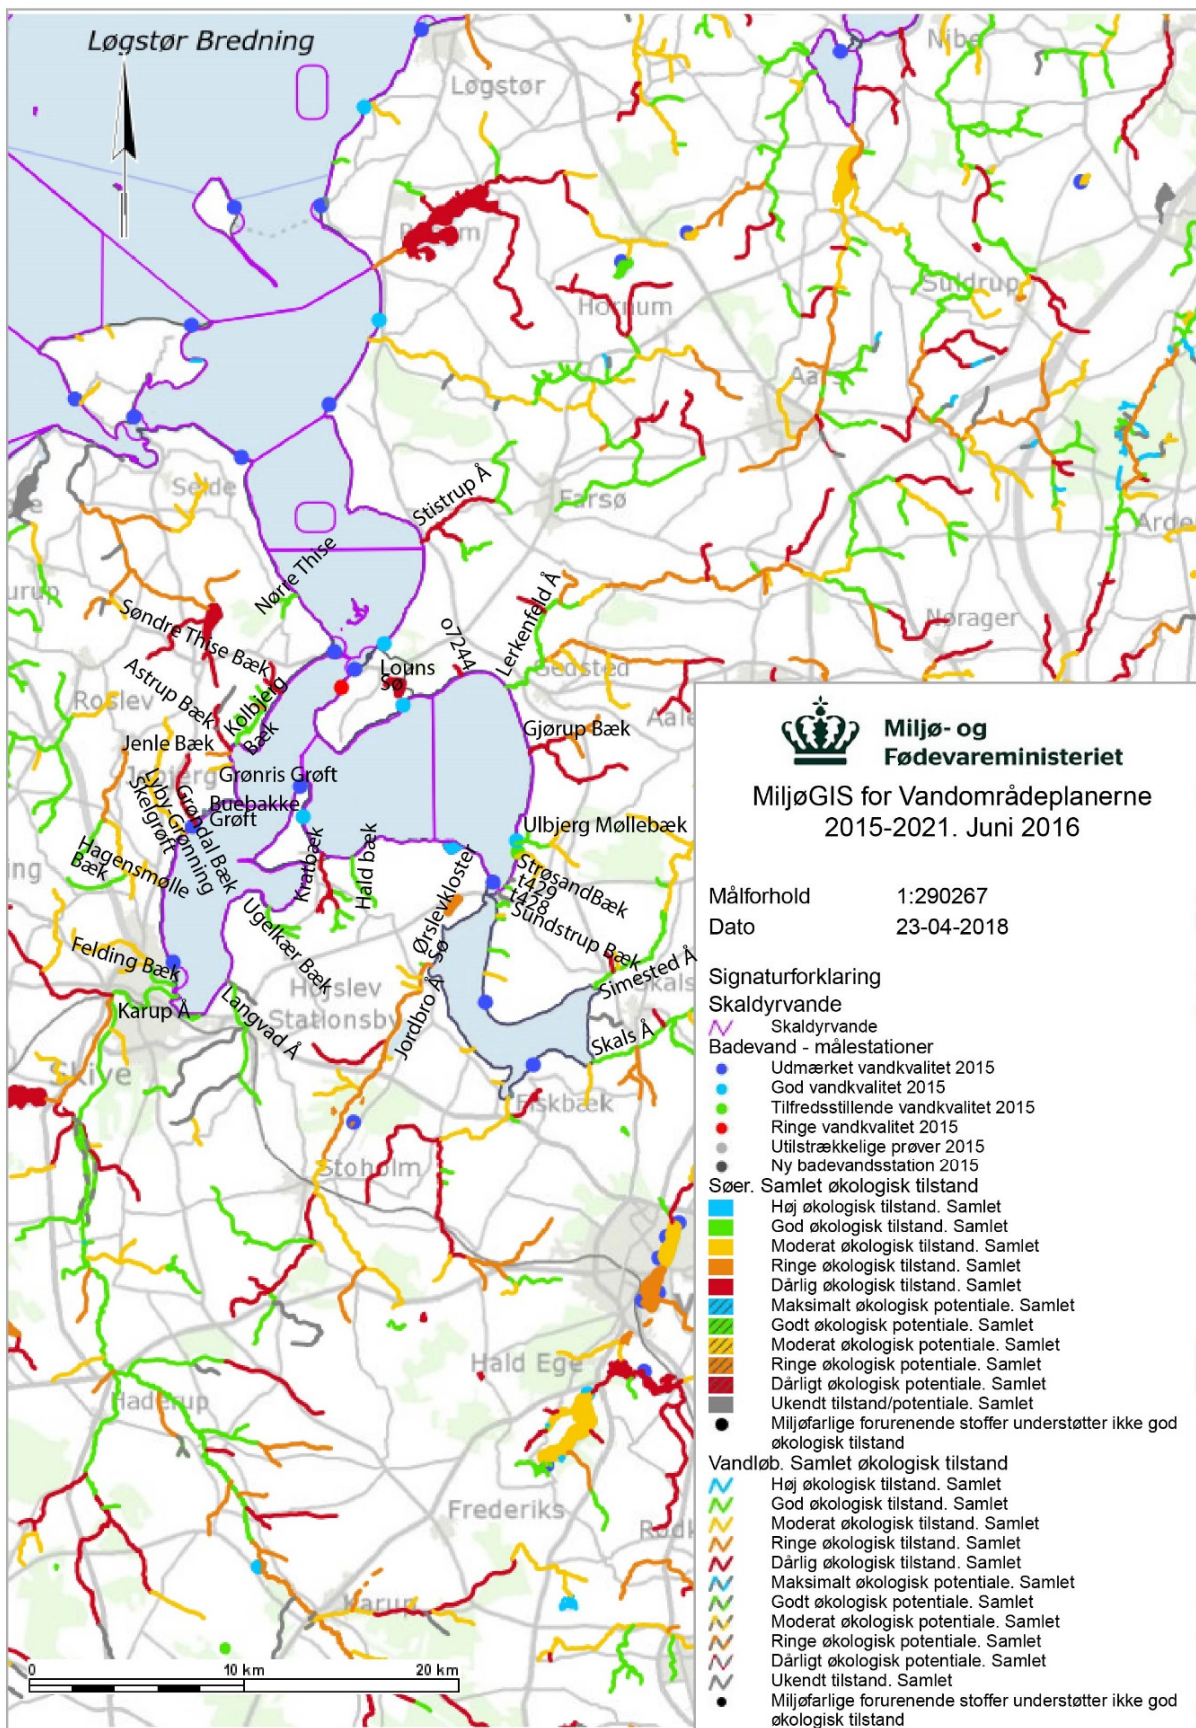 Løgstør Bredning
Løgstør
Nibe
Suldrup
Hornum
Aars
Selde
Stistrup Å
Farsø
Arde
Nørre Thise
Nørager
Søndre Thise Bæk
o7244
Lerkenfeld Å
Gedsted
Louns
Sø
Astrup Bæk
Kolbjerg
Bæk
Roslev
Aale
Gjørup Bæk
Jenle Bæk
Jebjerg
Grønris Grøft
Buebakke
Grøft
Lyby-Grønning
Skelgrøft
Grøndal Bæk
Ulbjerg Møllebæk
Hagensmølle
Bæk
Kratbæk
Hald bæk
StrøsandBæk
t429
t428
Sundstrup Bæk
Ørslevkloster
Sø
Ugelkær Bæk
Felding Bæk
Simested Å
Skals
Karup Å
Langvad Å
Højslev
Stationsby
Jordbro Å
Skals Å
Skive
Fiskbæk
Stoholm
Hald Ege
Haderup
Frederiks
Rødk
Karup
0
10 km
20 km
Miljø- og
Fødevareministeriet
MiljøGIS for Vandområdeplanerne
2015-2021. Juni 2016
Målforhold 1:290267
Dato 23-04-2018
Signaturforklaring
Skaldyrvande
Skaldyrvande
Badevand - målestationer
Udmærket vandkvalitet 2015
God vandkvalitet 2015
Tilfredsstillende vandkvalitet 2015
Ringe vandkvalitet 2015
Utilstrækkelige prøver 2015
Ny badevandsstation 2015
Søer. Samlet økologisk tilstand
Høj økologisk tilstand. Samlet
God økologisk tilstand. Samlet
Moderat økologisk tilstand. Samlet
Ringe økologisk tilstand. Samlet
Dårlig økologisk tilstand. Samlet
Maksimalt økologisk potentiale. Samlet
Godt økologisk potentiale. Samlet
Moderat økologisk potentiale. Samlet
Ringe økologisk potentiale. Samlet
Dårligt økologisk potentiale. Samlet
Ukendt tilstand/potentiale. Samlet
Miljøfarlige forurenende stoffer understøtter ikke god
økologisk tilstand
Vandløb. Samlet økologisk tilstand
Høj økologisk tilstand. Samlet
God økologisk tilstand. Samlet
Moderat økologisk tilstand. Samlet
Ringe økologisk tilstand. Samlet
Dårlig økologisk tilstand. Samlet
Maksimalt økologisk potentiale. Samlet
Godt økologisk potentiale. Samlet
Moderat økologisk potentiale. Samlet
Ringe økologisk potentiale. Samlet
Dårligt økologisk potentiale. Samlet
Ukendt tilstand. Samlet
Miljøfarlige forurenende stoffer understøtter ikke god
økologisk tilstand